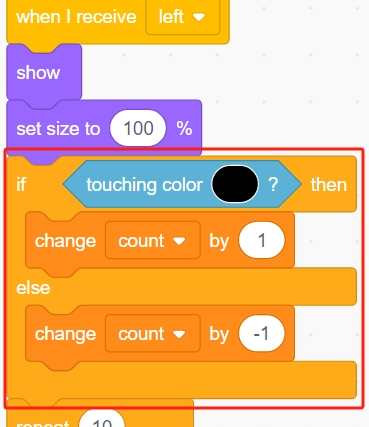 when I receive left
show
set size to 100 %
if touching color ? then
change count by 1
else
change count by -1
repeat 10